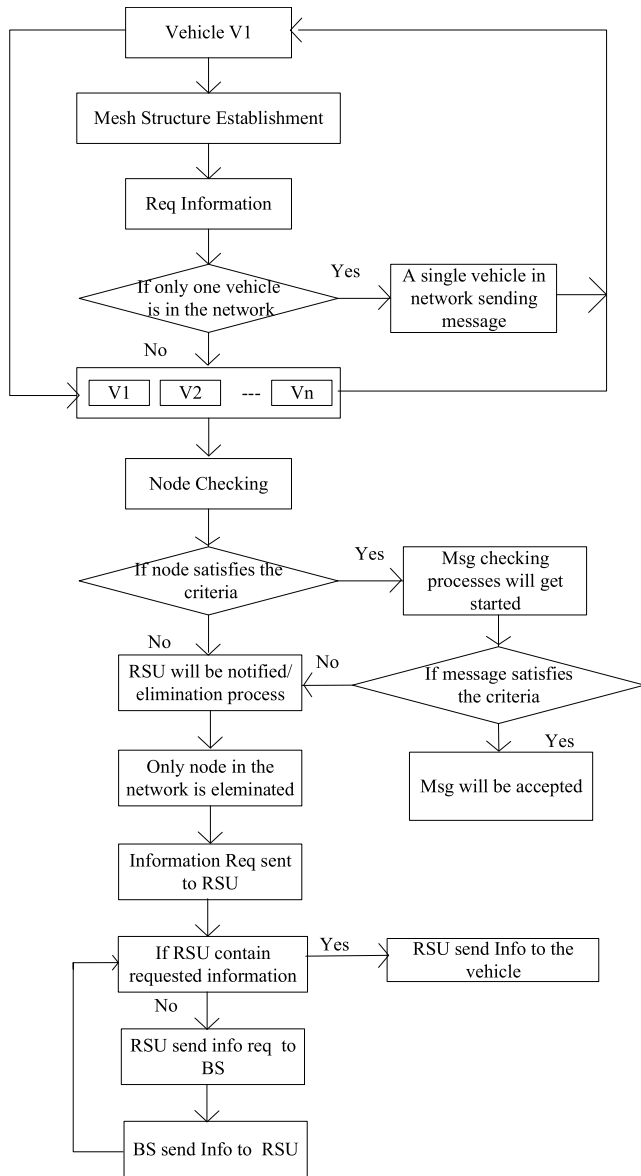 Vehicle V1
Mesh Structure Establishment
Req Information
If only one vehicle
is in the network
Yes
A single vehicle in
network sending
message
No
V1 V2 --- Vn
Node Checking
If node satisfies the
criteria
Yes
Msg checking
processes will get
started
No
RSU will be notified/
elimination process
No
If message satisfies
the criteria
Yes
Only node in the
network is eleminated
Msg will be accepted
Information Req sent
to RSU
If RSU contain
requested information
Yes
RSU send Info to the
vehicle
No
RSU send info req to
BS
BS send Info to RSU